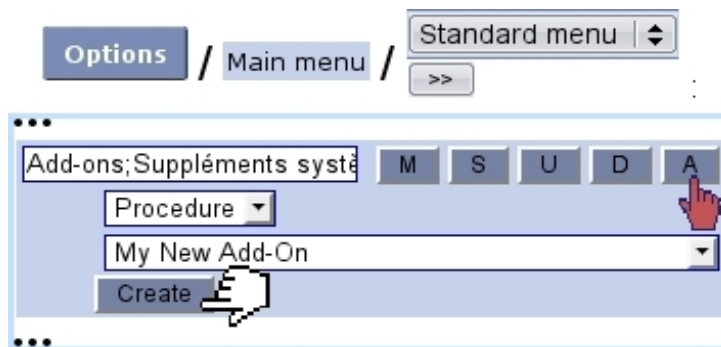 Options / Main menu / Standard menu
>>
:
•••
Add-ons;Suppléments systè M S U D A
Procedure
My New Add-On
Create
•••